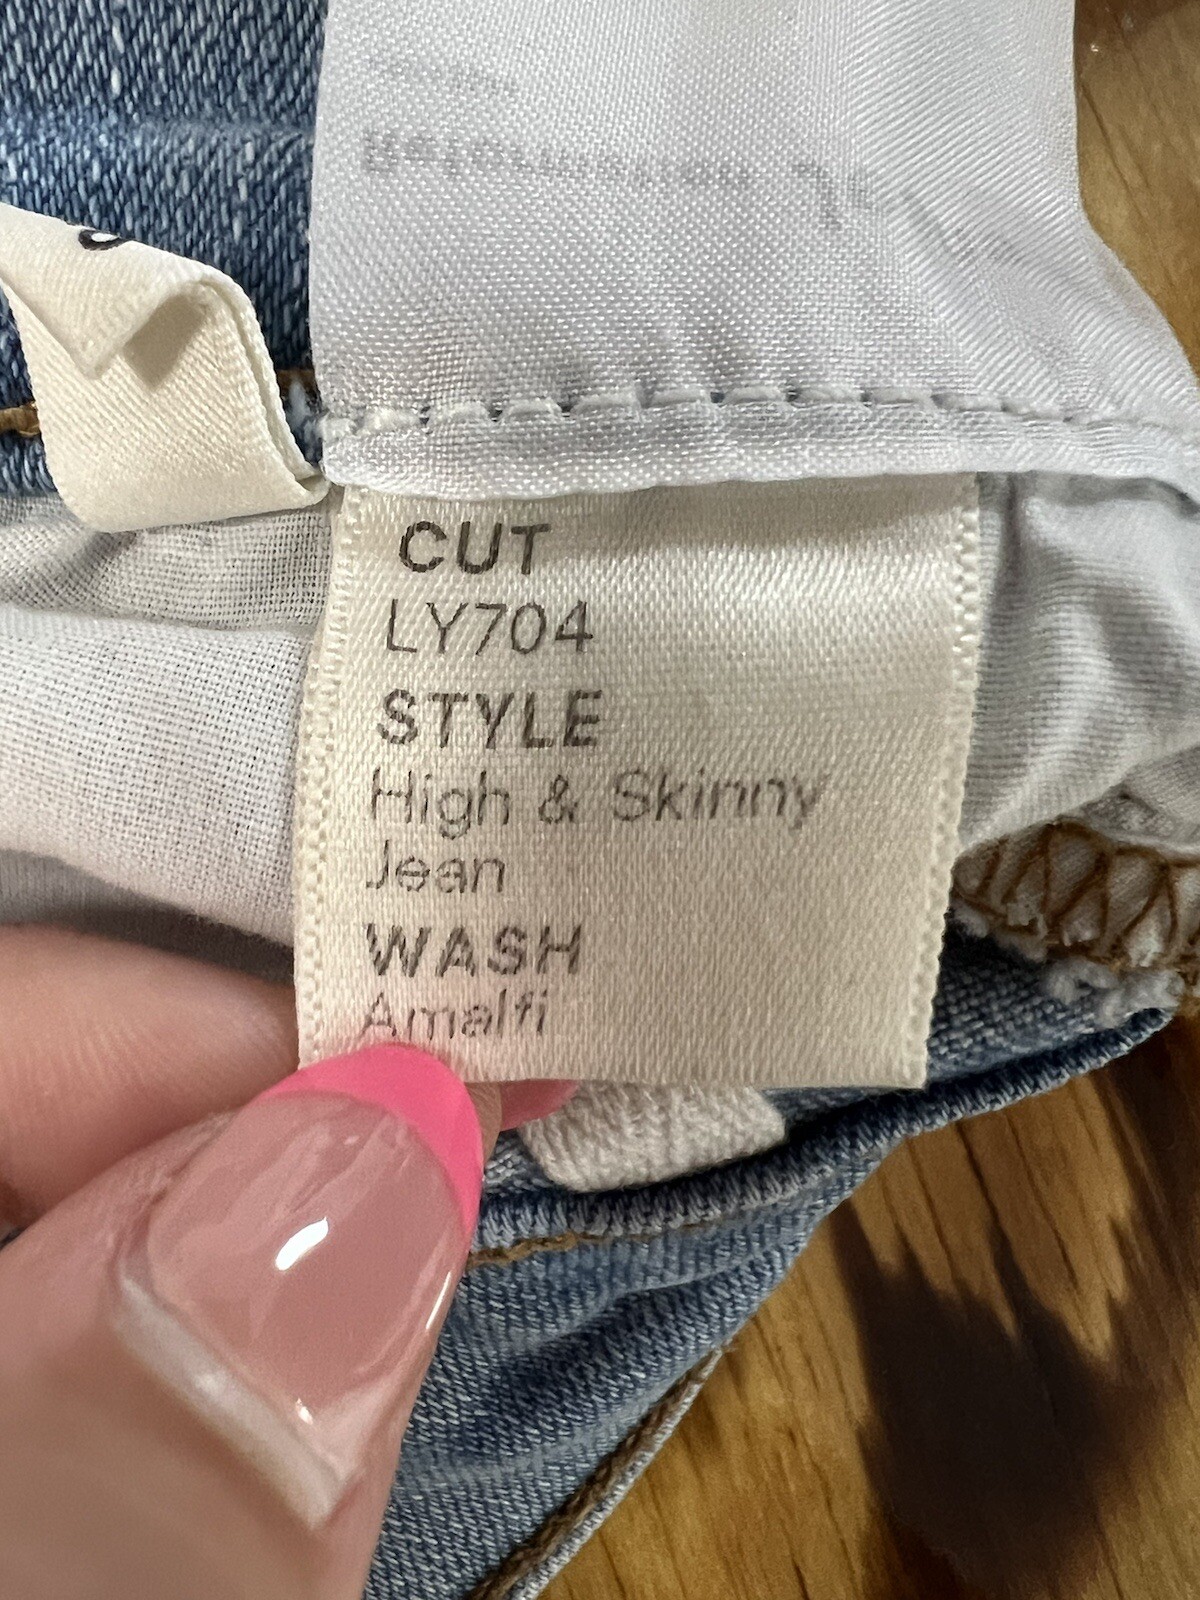 CUT
LY704
STYLE
High & Skinny
Jean
WASH
Amalfi